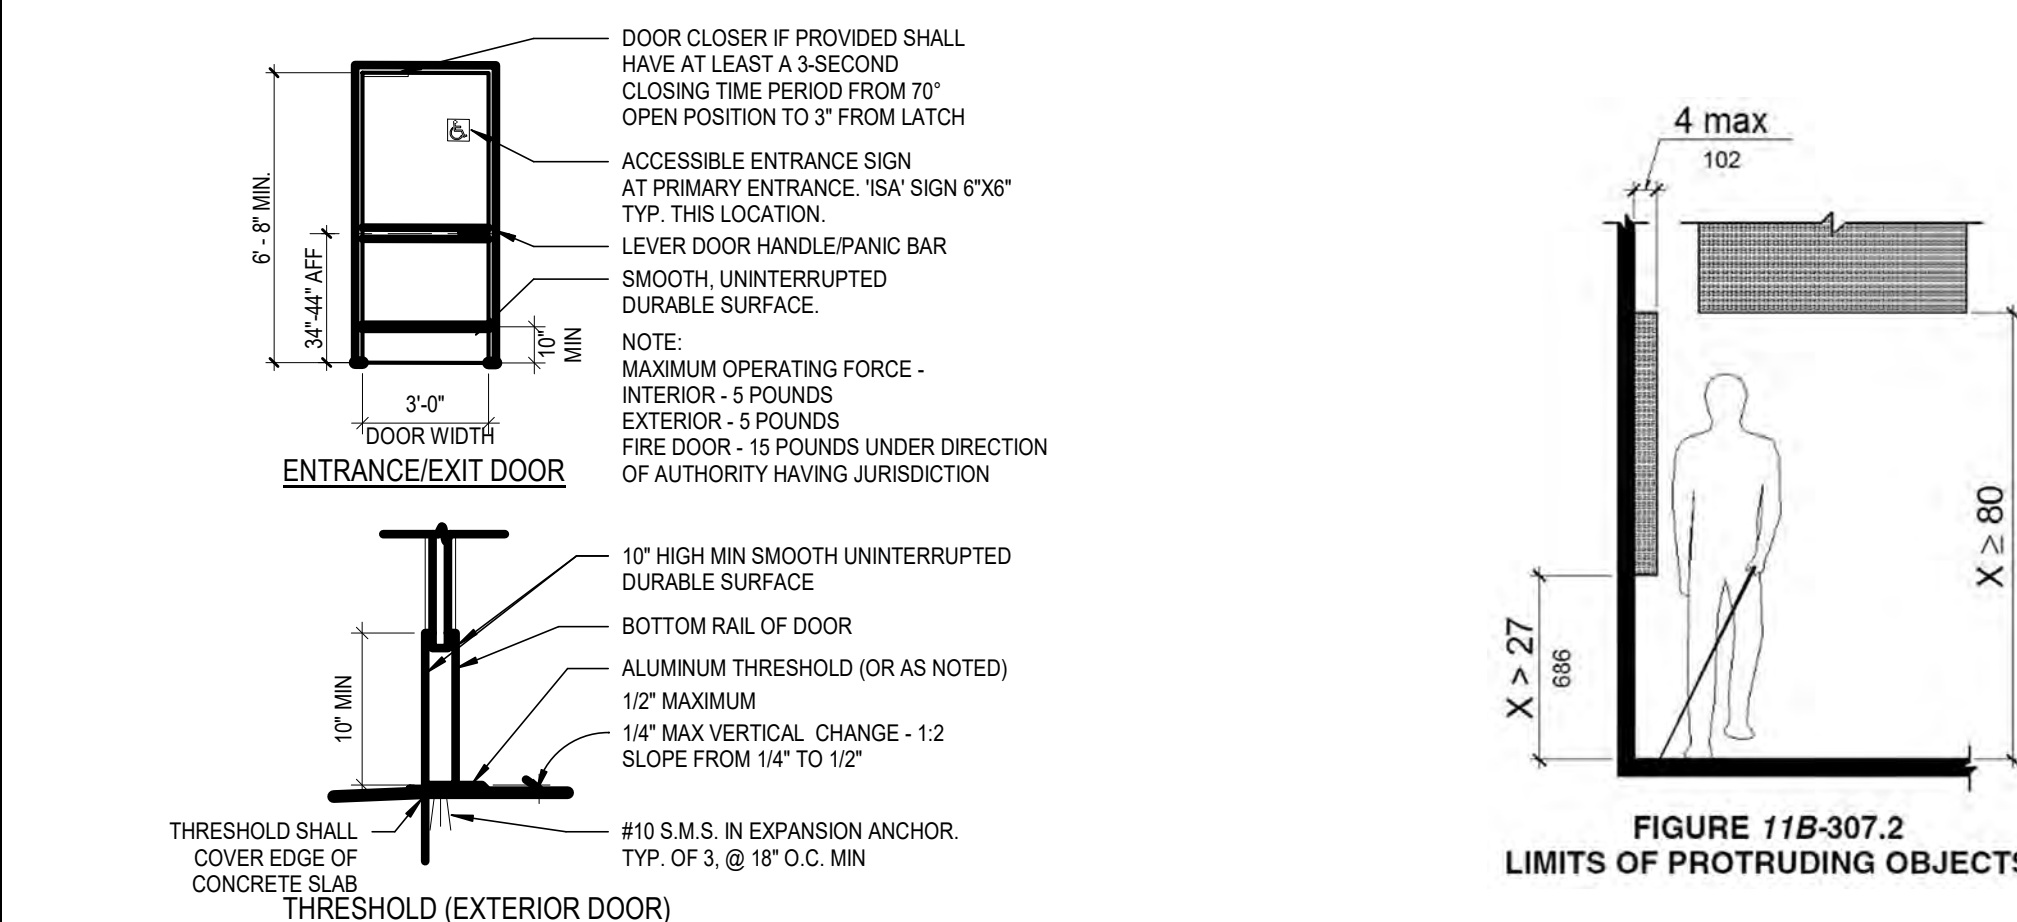 DOOR CLOSER IF PROVIDED SHALL
HAVE AT LEAST A 3-SECOND
CLOSING TIME PERIOD FROM 70°
OPEN POSITION TO 3" FROM LATCH
ACCESSIBLE ENTRANCE SIGN
AT PRIMARY ENTRANCE. 'ISA' SIGN 6"X6"
TYP. THIS LOCATION.
LEVER DOOR HANDLE/PANIC BAR
SMOOTH, UNINTERRUPTED
DURABLE SURFACE.
NOTE:
MAXIMUM OPERATING FORCE -
INTERIOR - 5 POUNDS
EXTERIOR - 5 POUNDS
FIRE DOOR - 15 POUNDS UNDER DIRECTION
OF AUTHORITY HAVING JURISDICTION
6' - 8" MIN.
34"-44" AFF
10"
MIN
3'-0"
DOOR WIDTH
ENTRANCE/EXIT DOOR
10" HIGH MIN SMOOTH UNINTERRUPTED
DURABLE SURFACE
BOTTOM RAIL OF DOOR
ALUMINUM THRESHOLD (OR AS NOTED)
1/2" MAXIMUM
1/4" MAX VERTICAL CHANGE - 1:2
SLOPE FROM 1/4" TO 1/2"
10" MIN
THRESHOLD SHALL
COVER EDGE OF
CONCRETE SLAB
#10 S.M.S. IN EXPANSION ANCHOR.
TYP. OF 3, @ 18" O.C. MIN
THRESHOLD (EXTERIOR DOOR)
4 max
102
X > 27
686
X ≥ 80
FIGURE 11B-307.2
LIMITS OF PROTRUDING OBJECTS